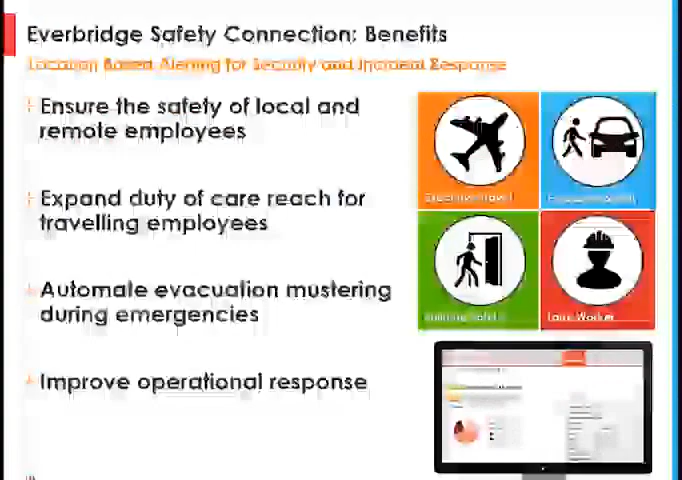 Everbridge Safety Connection: Benefits
Location Based Alerting for Security and Incident Response
Ensure the safety of local and
remote employees
Expand duty of care reach for
travelling employees
Automate evacuation mustering
during emergencies
Improve operational response
Lone Worker